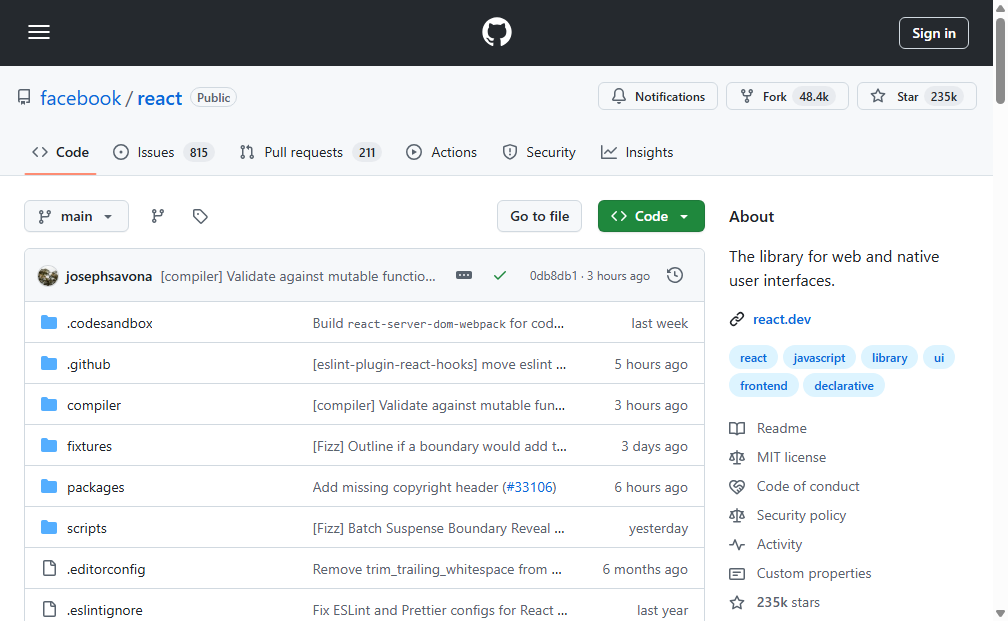 Sign in
facebook / react Public
Notifications Fork 48.4k Star 235k
Code Issues 815 Pull requests 211 Actions Security Insights
main Go to file Code
josephsavona [compiler] Validate against mutable functio... 0db8db1 · 3 hours ago
.codesandbox Build react-server-dom-webpack for cod... last week
.github [eslint-plugin-react-hooks] move eslint ... 5 hours ago
compiler [compiler] Validate against mutable fun... 3 hours ago
fixtures [Fizz] Outline if a boundary would add t... 3 days ago
packages Add missing copyright header (#33106) 6 hours ago
scripts [Fizz] Batch Suspense Boundary Reveal ... yesterday
.editorconfig Remove trim_trailing_whitespace from ... 6 months ago
.eslintignore Fix ESLint and Prettier configs for React ... last year
About
The library for web and native
user interfaces.
react.dev
react javascript library ui
frontend declarative
Readme
MIT license
Code of conduct
Security policy
Activity
Custom properties
235k stars